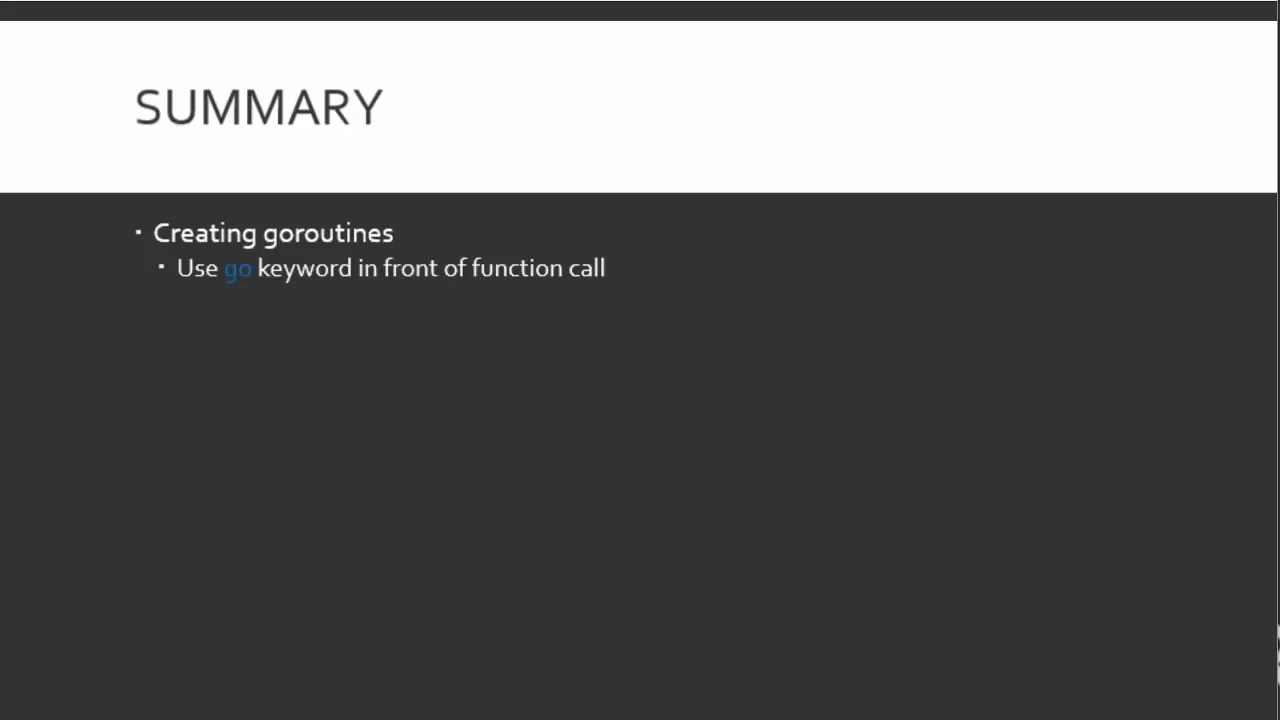 SUMMARY
▪ Creating goroutines
▪ Use go keyword in front of function call